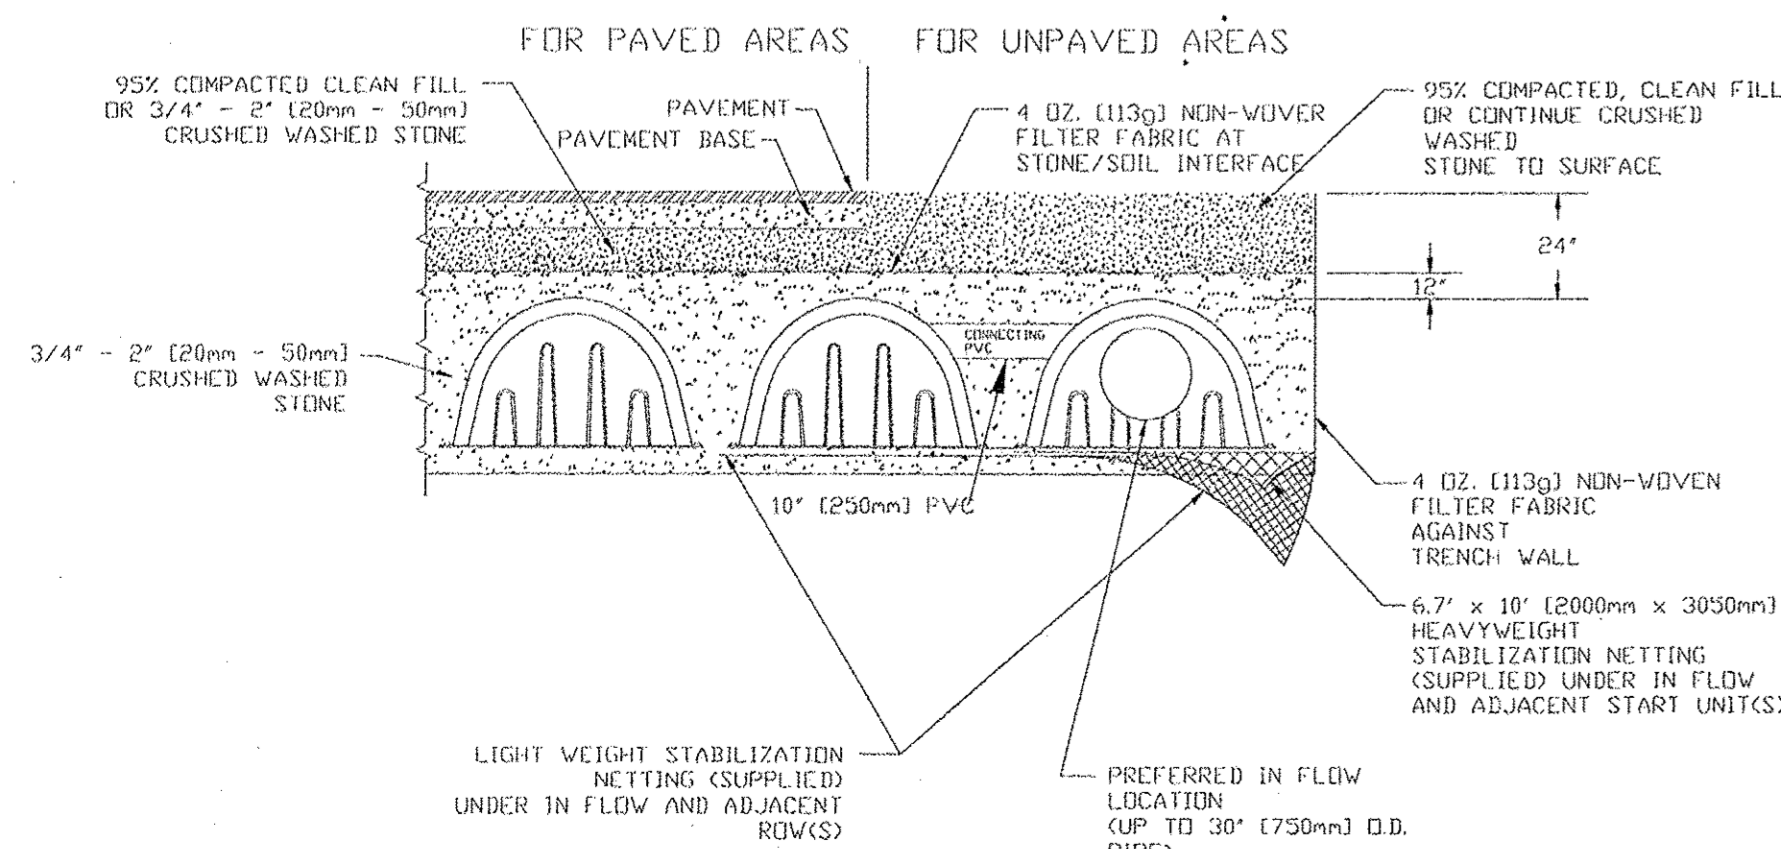 FOR PAVED AREAS
FOR UNPAVED AREAS
95% COMPACTED CLEAN FILL
OR 3/4" - 2" [20mm - 50mm]
CRUSHED WASHED STONE
PAVEMENT
PAVEMENT BASE
4 OZ. [113g] NON-WOVER
FILTER FABRIC AT
STONE/SOIL INTERFACE
95% COMPACTED, CLEAN FILL
OR CONTINUE CRUSHED
WASHED
STONE TO SURFACE
24"
12"
3/4" - 2" [20mm - 50mm]
CRUSHED WASHED
STONE
CONNECTING
PVC
10" [250mm] PVC
4 OZ. [113g] NON-WOVEN
FILTER FABRIC
AGAINST
TRENCH WALL
6.7' x 10' [2000mm x 3050mm]
HEAVYWEIGHT
STABILIZATION NETTING
(SUPPLIED) UNDER IN FLOW
AND ADJACENT START UNIT(S)
LIGHT WEIGHT STABILIZATION
NETTING (SUPPLIED)
UNDER IN FLOW AND ADJACENT
ROW(S)
PREFERRED IN FLOW
LOCATION
(UP TO 30" [750mm] O.D.